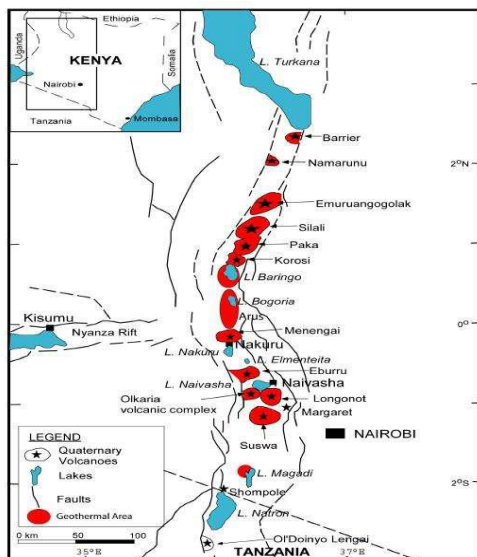 Ethiopia
Uganda
KENYA
Somalia
Nairobi
Tanzania
Mombasa
L. Turkana
Barrier
Namarunu
2°N
Emuruangogolak
Silali
Paka
Korosi
L. Baringo
L. Bogoria
Arus
Kisumu
Nyanza Rift
Menengai
0°
Nakuru
L. Nakuru
L. Elmenteita
Eburru
L. Naivasha
Naivasha
Olkaria
volcanic complex
Longonot
Margaret
NAIROBI
Suswa
0 km 80
LEGEND
Quaternary
Volcanoes
Lakes
Faults
Geothermal Area
L. Magadi
2°S
Shompole
L. Natron
Ol'Doinyo Lengai
35°E
TANZANIA
37°E